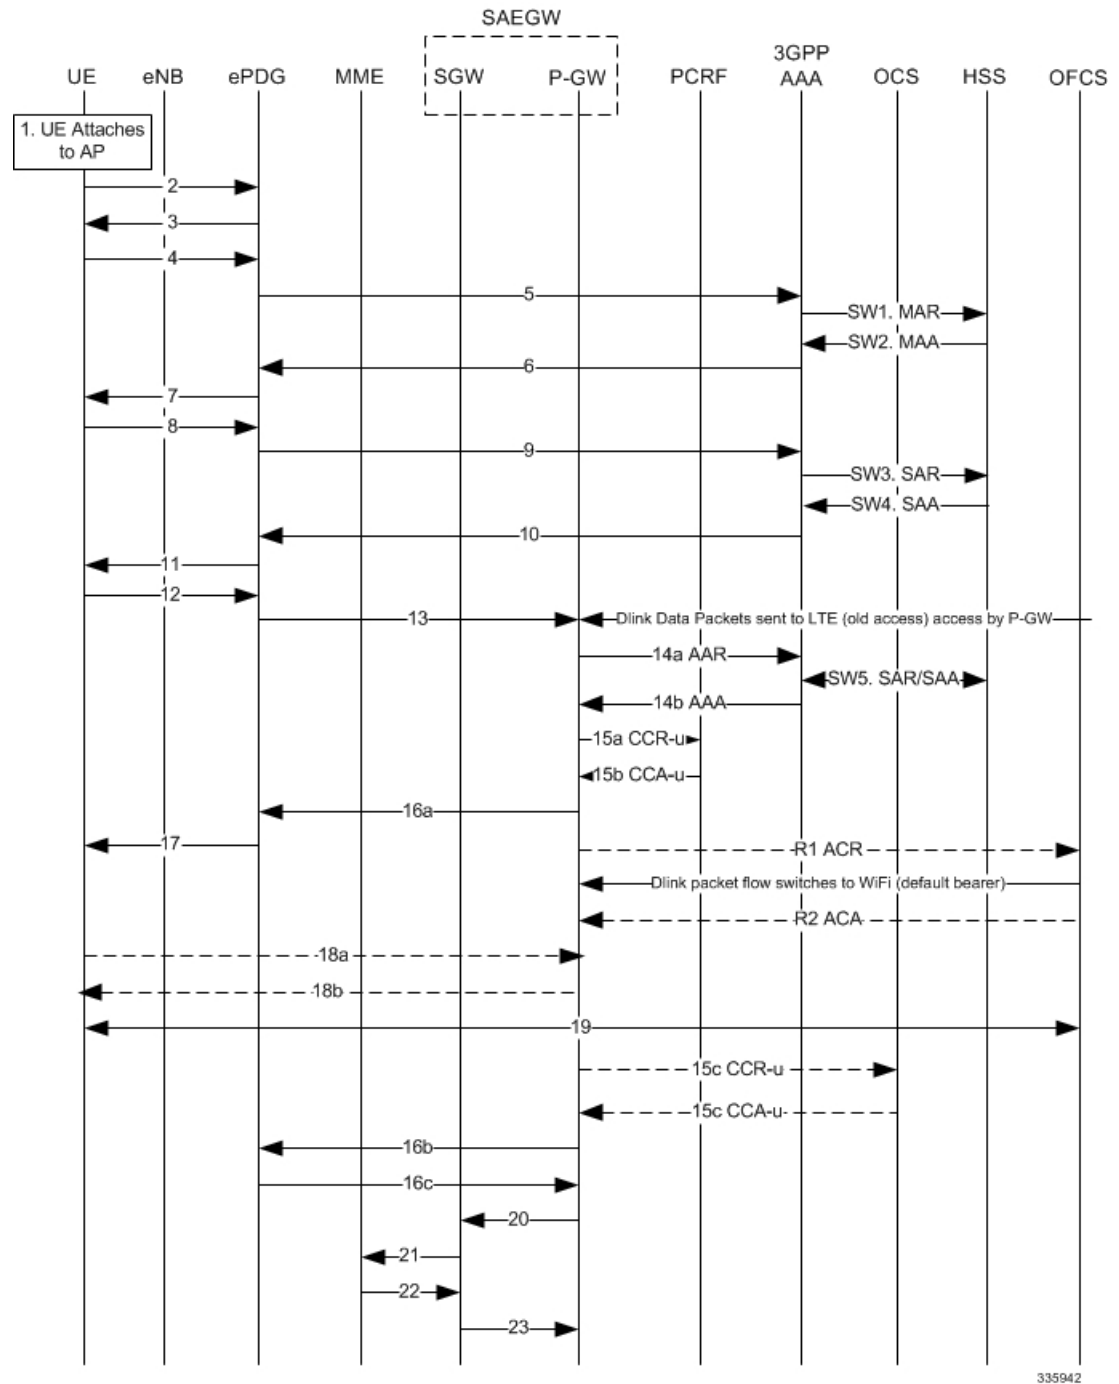 SAEGW
3GPP
UE eNB ePDG MME SGW P-GW PCRF AAA OCS HSS OFCS
1. UE Attaches
to AP
2
3
4
5
SW1. MAR
SW2. MAA
6
7
8
9
SW3. SAR
SW4. SAA
10
11
12
13 Dlink Data Packets sent to LTE (old access) access by P-GW
14a AAR
SW5. SAR/SAA
14b AAA
15a CCR-u
15b CCA-u
16a
17
R1 ACR
Dlink packet flow switches to WiFi (default bearer)
R2 ACA
18a
18b
19
15c CCR-u
15c CCA-u
16b
16c
20
21
22
23
335942